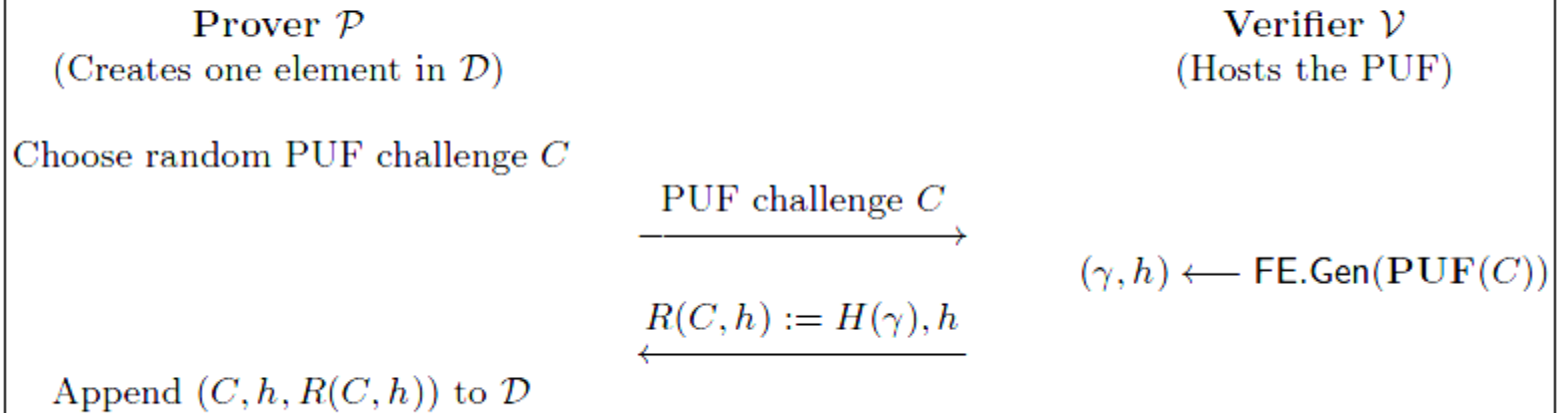 Prover 𝒫
Verifier 𝒱
(Creates one element in 𝒟)
(Hosts the PUF)
Choose random PUF challenge C
PUF challenge C
(γ, h) ⟵ FE.Gen(PUF(C))
R(C, h) := H(γ), h
Append (C, h, R(C, h)) to 𝒟